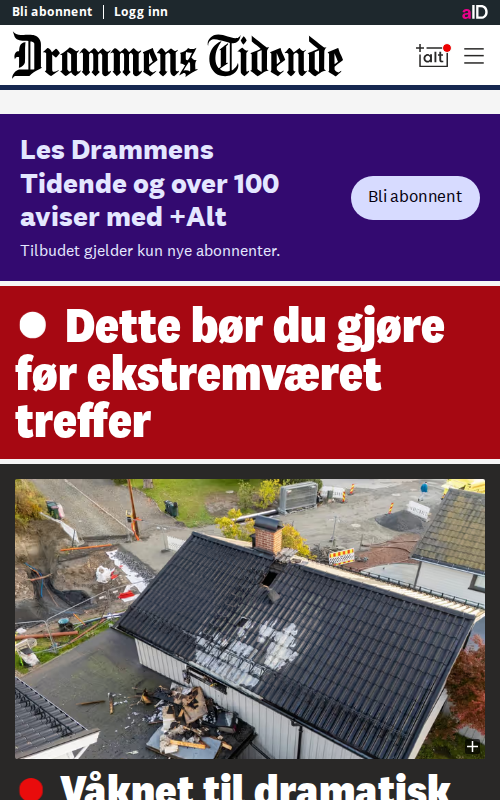 Bli abonnent Logg inn
aID
Drammens Tidende
+alt
Les Drammens
Tidende og over 100
aviser med +Alt
Bli abonnent
Tilbudet gjelder kun nye abonnenter.
Dette bør du gjøre
før ekstremværet
treffer
Våknet til dramatisk